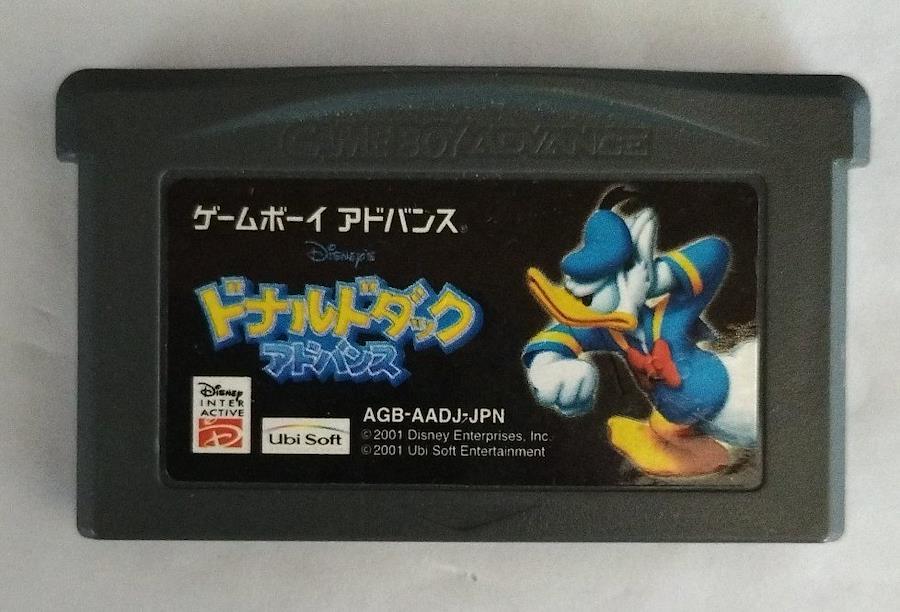 GAME BOY ADVANCE
ゲームボーイ アドバンス®
Disney's
ドナルドダック
アドバンス
Disney
INTER
ACTIVE
Ubi Soft
AGB-AADJ-JPN
©2001 Disney Enterprises, Inc.
©2001 Ubi Soft Entertainment